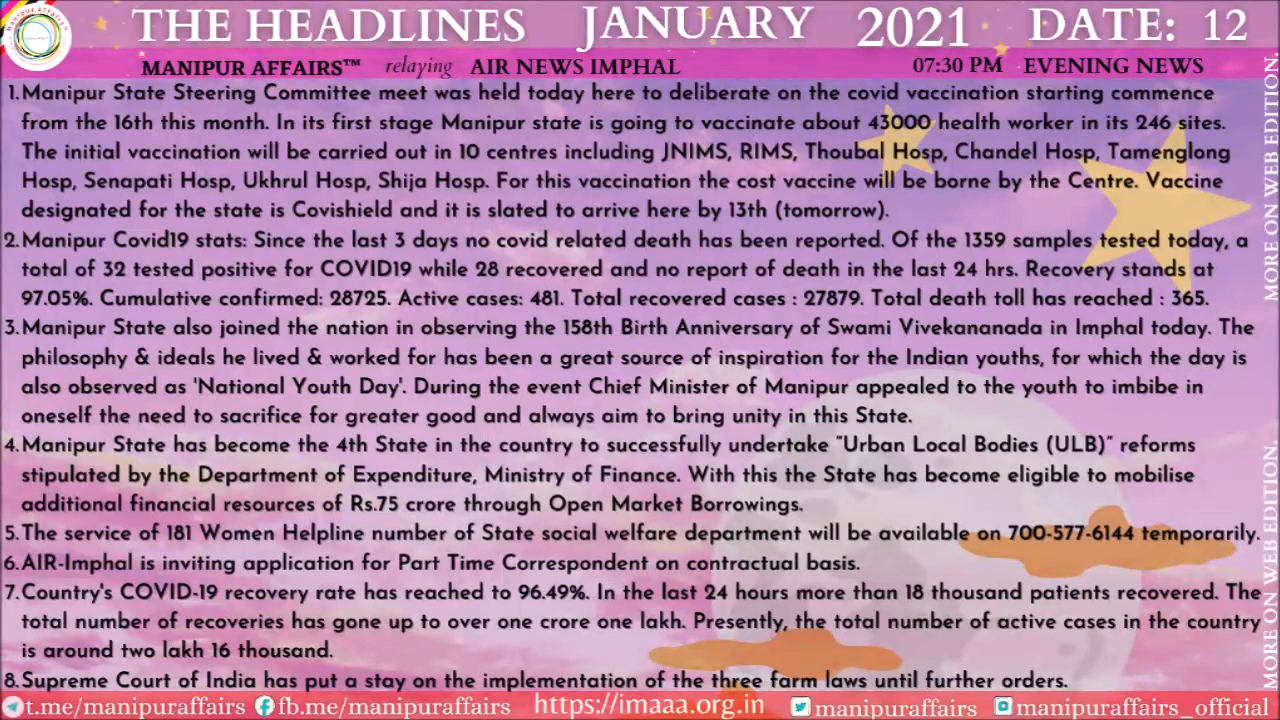 THE HEADLINES JANUARY 2021 DATE: 12
MANIPUR AFFAIRS™ relaying AIR NEWS IMPHAL 07:30 PM EVENING NEWS
1.Manipur State Steering Committee meet was held today here to deliberate on the covid vaccination starting commence
from the 16th this month. In its first stage Manipur state is going to vaccinate about 43000 health worker in its 246 sites.
The initial vaccination will be carried out in 10 centres including JNIMS, RIMS, Thoubal Hosp, Chandel Hosp, Tamenglong
Hosp, Senapati Hosp, Ukhrul Hosp, Shija Hosp. For this vaccination the cost vaccine will be borne by the Centre. Vaccine
designated for the state is Covishield and it is slated to arrive here by 13th (tomorrow).
2.Manipur Covid19 stats: Since the last 3 days no covid related death has been reported. Of the 1359 samples tested today, a
total of 32 tested positive for COVID19 while 28 recovered and no report of death in the last 24 hrs. Recovery stands at
97.05%. Cumulative confirmed: 28725. Active cases: 481. Total recovered cases : 27879. Total death toll has reached : 365.
3.Manipur State also joined the nation in observing the 158th Birth Anniversary of Swami Vivekananada in Imphal today. The
philosophy & ideals he lived & worked for has been a great source of inspiration for the Indian youths, for which the day is
also observed as 'National Youth Day'. During the event Chief Minister of Manipur appealed to the youth to imbibe in
oneself the need to sacrifice for greater good and always aim to bring unity in this State.
4.Manipur State has become the 4th State in the country to successfully undertake "Urban Local Bodies (ULB)" reforms
stipulated by the Department of Expenditure, Ministry of Finance. With this the State has become eligible to mobilise
additional financial resources of Rs.75 crore through Open Market Borrowings.
5.The service of 181 Women Helpline number of State social welfare department will be available on 700-577-6144 temporarily.
6.AIR-Imphal is inviting application for Part Time Correspondent on contractual basis.
7.Country's COVID-19 recovery rate has reached to 96.49%. In the last 24 hours more than 18 thousand patients recovered. The
total number of recoveries has gone up to over one crore one lakh. Presently, the total number of active cases in the country
is around two lakh 16 thousand.
8.Supreme Court of India has put a stay on the implementation of the three farm laws until further orders.
t.me/manipuraffairs fb.me/manipuraffairs https://imaaa.org.in manipuraffairs manipuraffairs_official
MORE ON WEB EDITION.
MORE ON WEB EDITION.